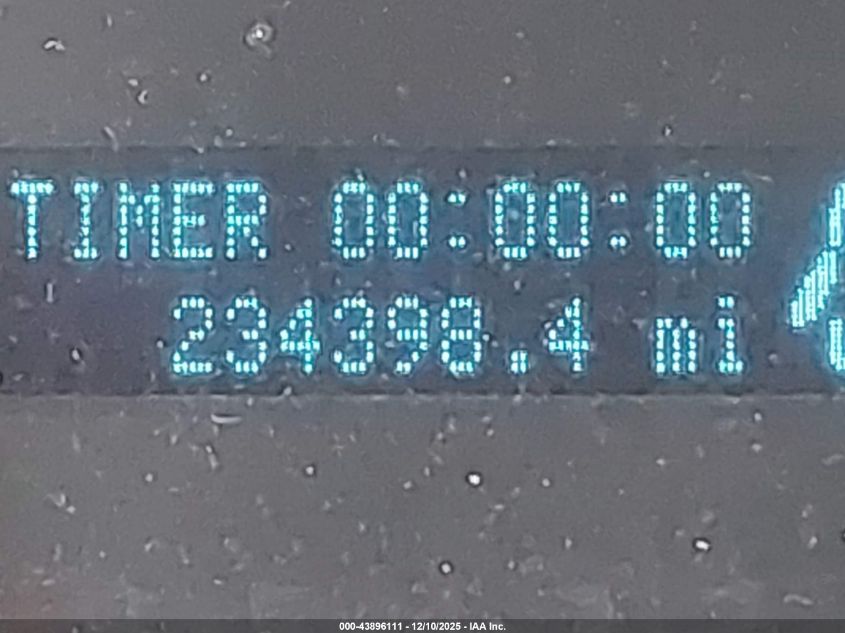 TIMER 00:00:00
234398.4 mi
000-43896111 - 12/10/2025 - IAA Inc.